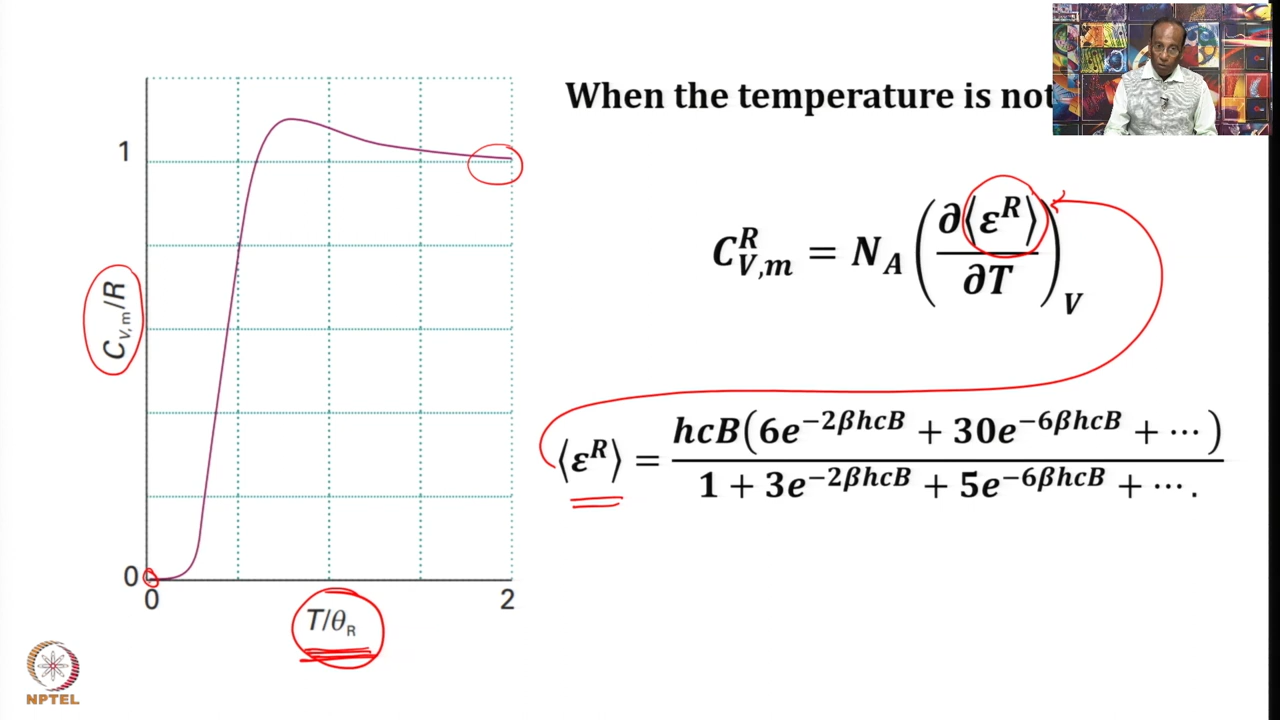 When the temperature is not
1
C_{V,m}/R
0
0
2
T/θ_R
C^R_{V,m} = N_A (∂⟨ε^R⟩/∂T)_V
⟨ε^R⟩ = hcB(6e^{-2βhcB} + 30e^{-6βhcB} + ⋯) / 1 + 3e^{-2βhcB} + 5e^{-6βhcB} + ⋯.
NPTEL